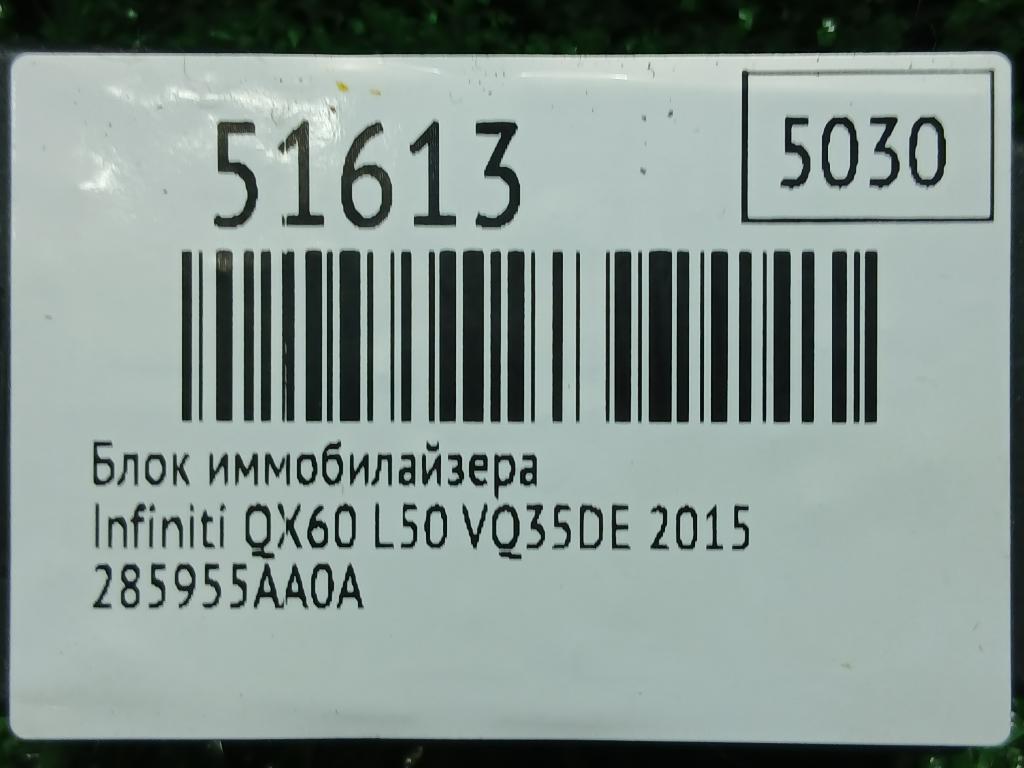 51613
5030
Блок иммобилайзера
Infiniti QX60 L50 VQ35DE 2015
285955AA0A